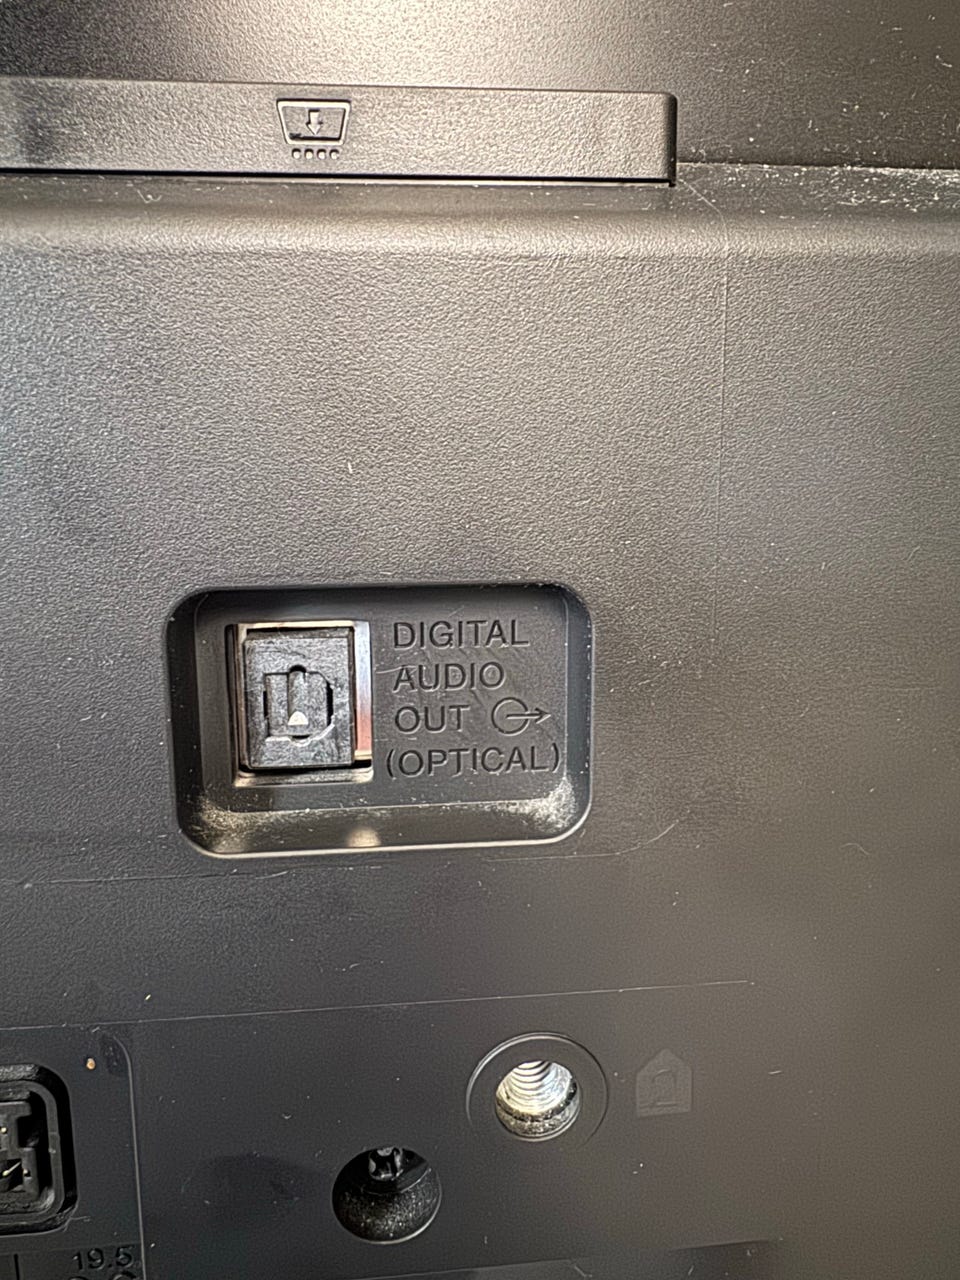 DIGITAL
AUDIO
OUT
(OPTICAL)
19.5